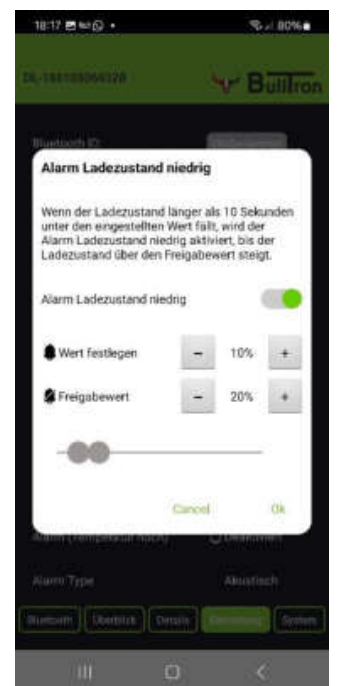 18:17 80%
BullTron
Bluetooth ID
Alarm Ladezustand niedrig
Wenn der Ladezustand länger als 10 Sekunden
unter den eingestellten Wert fällt, wird der
Alarm Ladezustand niedrig aktiviert, bis der
Ladezustand über den Freigabewert steigt.
Alarm Ladezustand niedrig
Wert festlegen - 10% +
Freigabewert - 20% +
Cancel Ok
Alarm Type Akustisch
Bluetooth Überblick Details Einstellung System